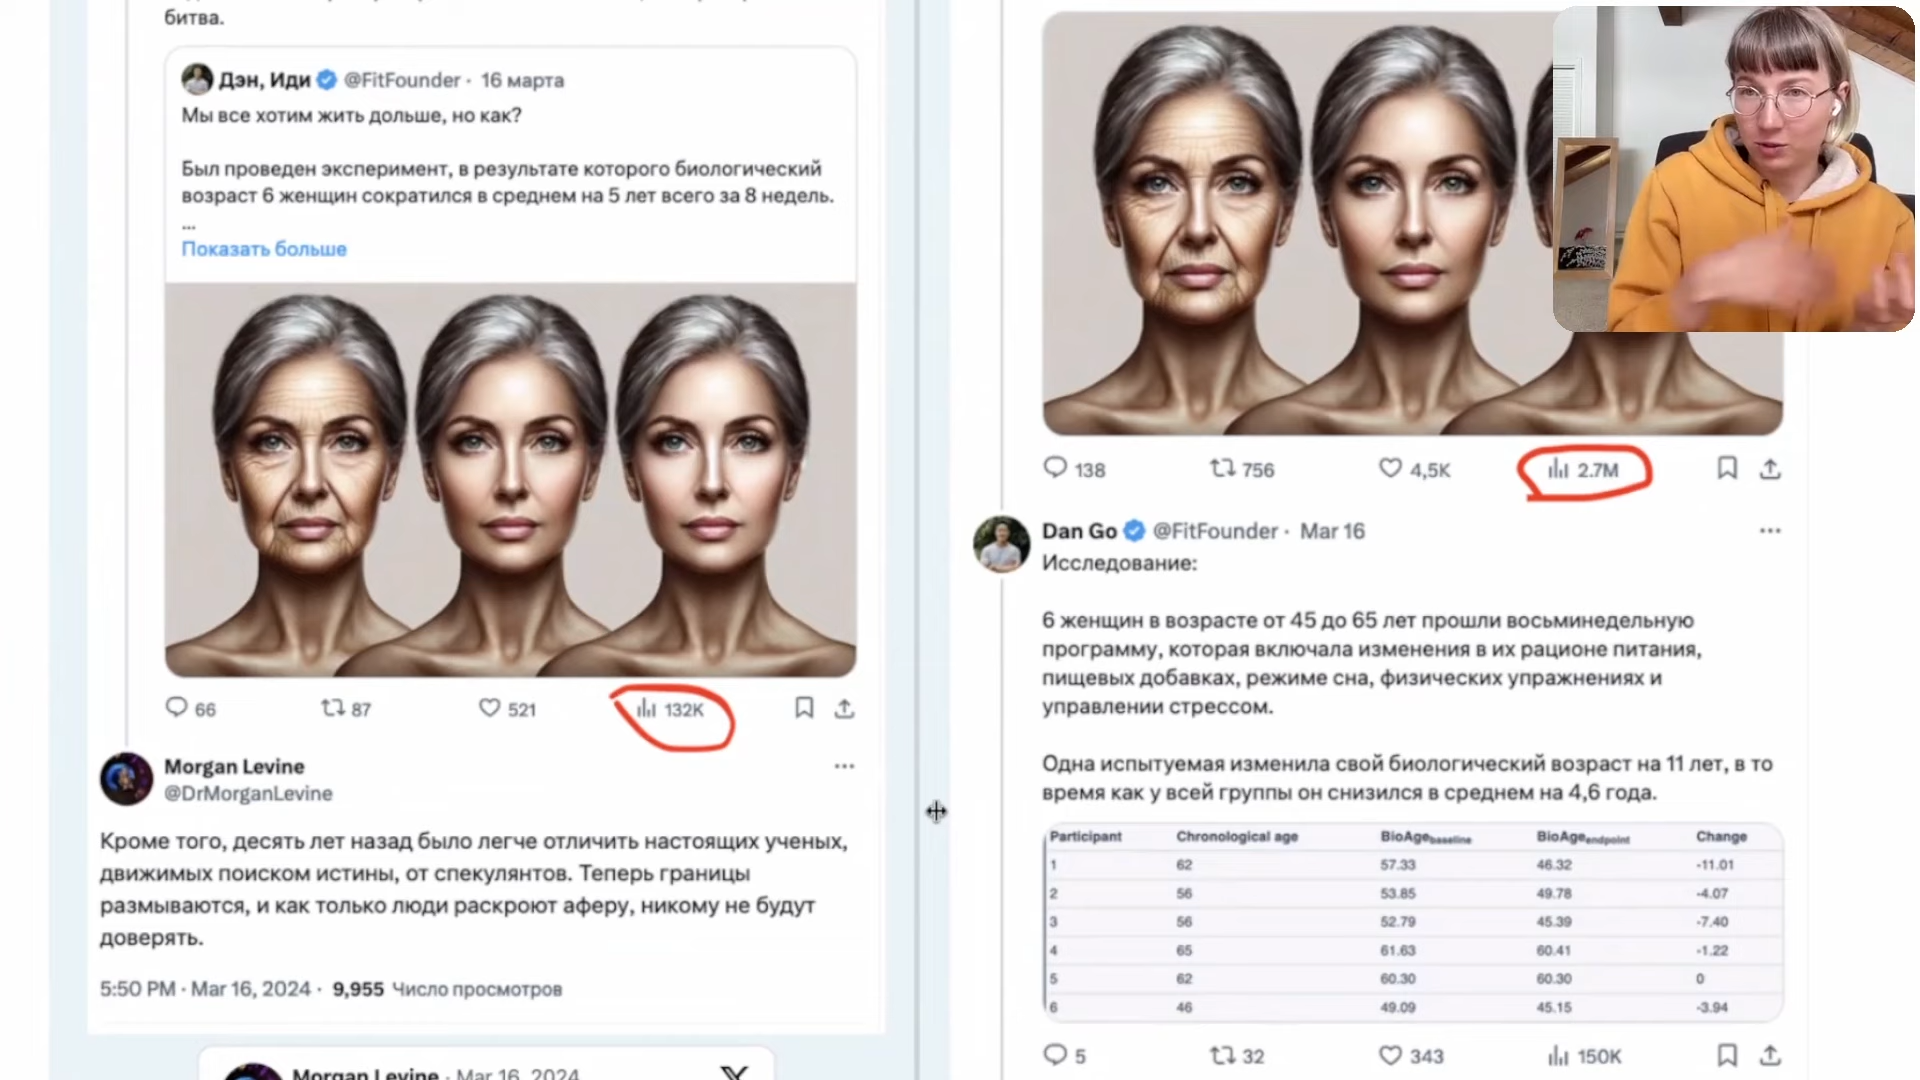 битва.
Дэн, Иди @FitFounder · 16 марта
Мы все хотим жить дольше, но как?
Был проведен эксперимент, в результате которого биологический
возраст 6 женщин сократился в среднем на 5 лет всего за 8 недель.
...
Показать больше
66 87 521 132K
Morgan Levine
@DrMorganLevine
Кроме того, десять лет назад было легче отличить настоящих ученых,
движимых поиском истины, от спекулянтов. Теперь границы
размываются, и как только люди раскроют аферу, никому не будут
доверять.
5:50 PM · Mar 16, 2024 · 9,955 Число просмотров
Morgan Levine · Mar 16, 2024
138 756 4,5K 2.7M
Dan Go @FitFounder · Mar 16
Исследование:
6 женщин в возрасте от 45 до 65 лет прошли восьминедельную
программу, которая включала изменения в их рационе питания,
пищевых добавках, режиме сна, физических упражнениях и
управлении стрессом.
Одна испытуемая изменила свой биологический возраст на 11 лет, в то
время как у всей группы он снизился в среднем на 4,6 года.
Participant Chronological age BioAge baseline BioAge endpoint Change
1 62 57.33 46.32 -11.01
2 56 53.85 49.78 -4.07
3 56 52.79 45.39 -7.40
4 65 61.63 60.41 -1.22
5 62 60.30 60.30 0
6 46 49.09 45.15 -3.94
5 32 343 150K